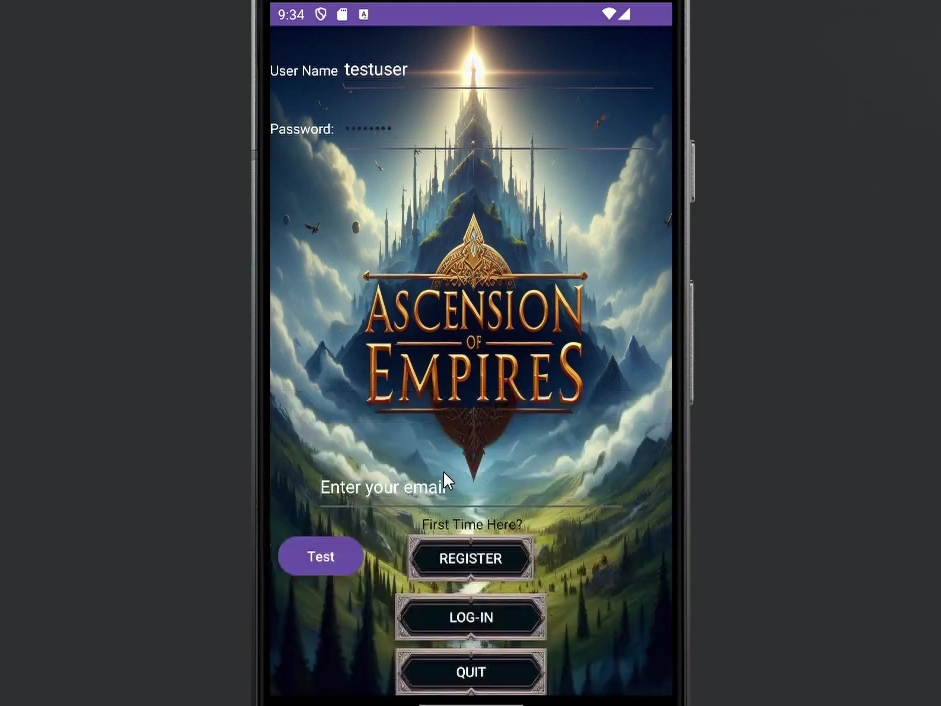 9:34
User Name testuser
Password: ••••••••
ASCENSION
OF
EMPIRES
Enter your email
First Time Here?
Test
REGISTER
LOG-IN
QUIT